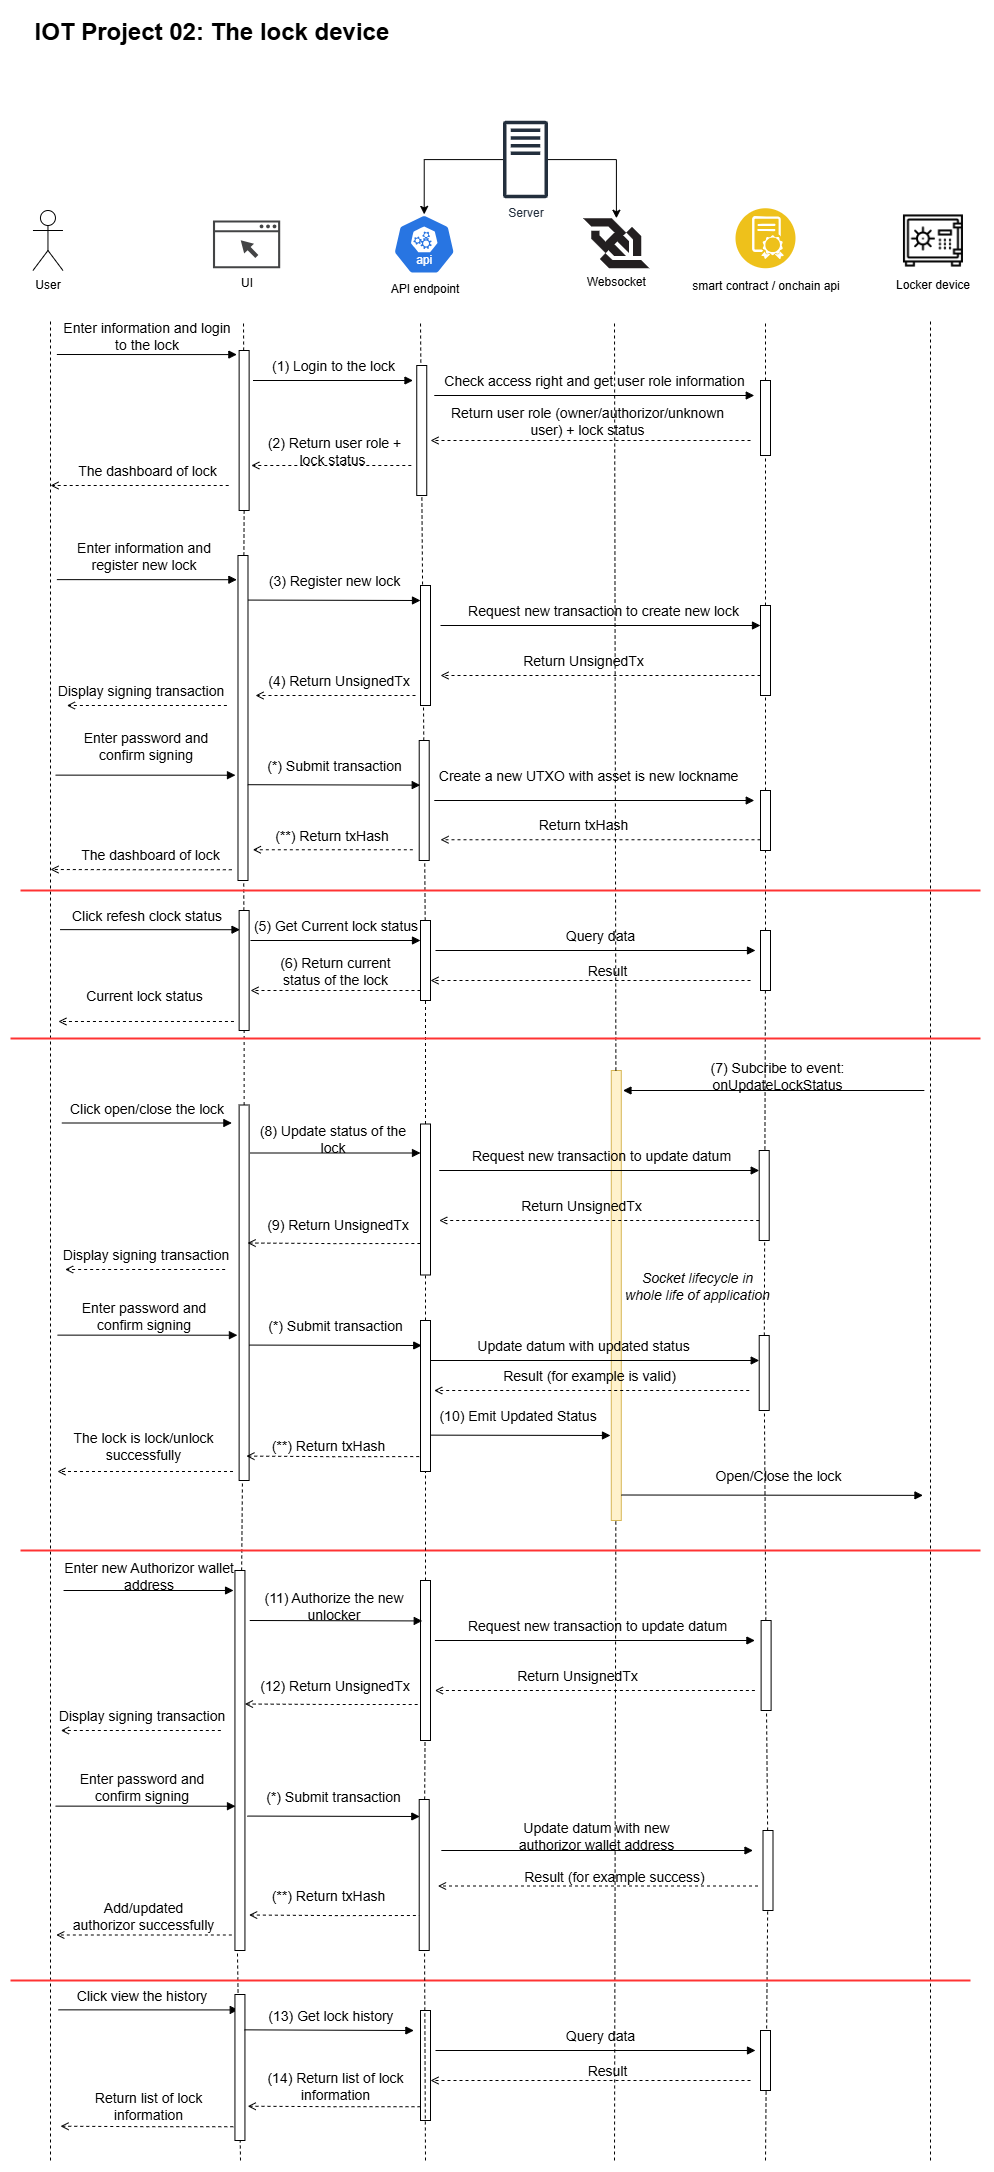 IOT Project 02: The lock device
Server
User
UI
API endpoint
api
Websocket
smart contract / onchain api
Locker device
Enter information and login
to the lock
(1) Login to the lock
Check access right and get user role information
Return user role (owner/authorizor/unknown
user) + lock status
(2) Return user role +
lock status
The dashboard of lock
Enter information and
register new lock
(3) Register new lock
Request new transaction to create new lock
Return UnsignedTx
(4) Return UnsignedTx
Display signing transaction
Enter password and
confirm signing
(*) Submit transaction
Create a new UTXO with asset is new lockname
Return txHash
(**) Return txHash
The dashboard of lock
Click refesh clock status
(5) Get Current lock status
Query data
(6) Return current
status of the lock
Result
Current lock status
(7) Subcribe to event:
onUpdateLockStatus
Click open/close the lock
(8) Update status of the
lock
Request new transaction to update datum
Return UnsignedTx
(9) Return UnsignedTx
Display signing transaction
Socket lifecycle in
whole life of application
Enter password and
confirm signing
(*) Submit transaction
Update datum with updated status
Result (for example is valid)
(10) Emit Updated Status
(**) Return txHash
The lock is lock/unlock
successfully
Open/Close the lock
Enter new Authorizor wallet
address
(11) Authorize the new
unlocker
Request new transaction to update datum
Return UnsignedTx
(12) Return UnsignedTx
Display signing transaction
Enter password and
confirm signing
(*) Submit transaction
Update datum with new
authorizor wallet address
Result (for example success)
(**) Return txHash
Add/updated
authorizor successfully
Click view the history
(13) Get lock history
Query data
Result
(14) Return list of lock
information
Return list of lock
information